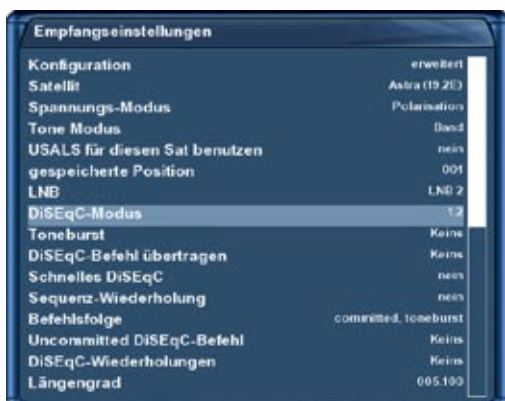 Empfangseinstellungen
Konfiguration erweitert
Satellit Astra (19.2E)
Spannungs-Modus Polarisation
Tone Modus Band
USALS für diesen Sat benutzen nein
gespeicherte Position 001
LNB LNB 2
DiSEqC-Modus 1.2
Toneburst Keins
DiSEqC-Befehl übertragen Keins
Schnelles DiSEqC nein
Sequenz-Wiederholung nein
Befehlsfolge committed, toneburst
Uncommitted DiSEqC-Befehl Keins
DiSEqC-Wiederholungen Keins
Längengrad 005.100